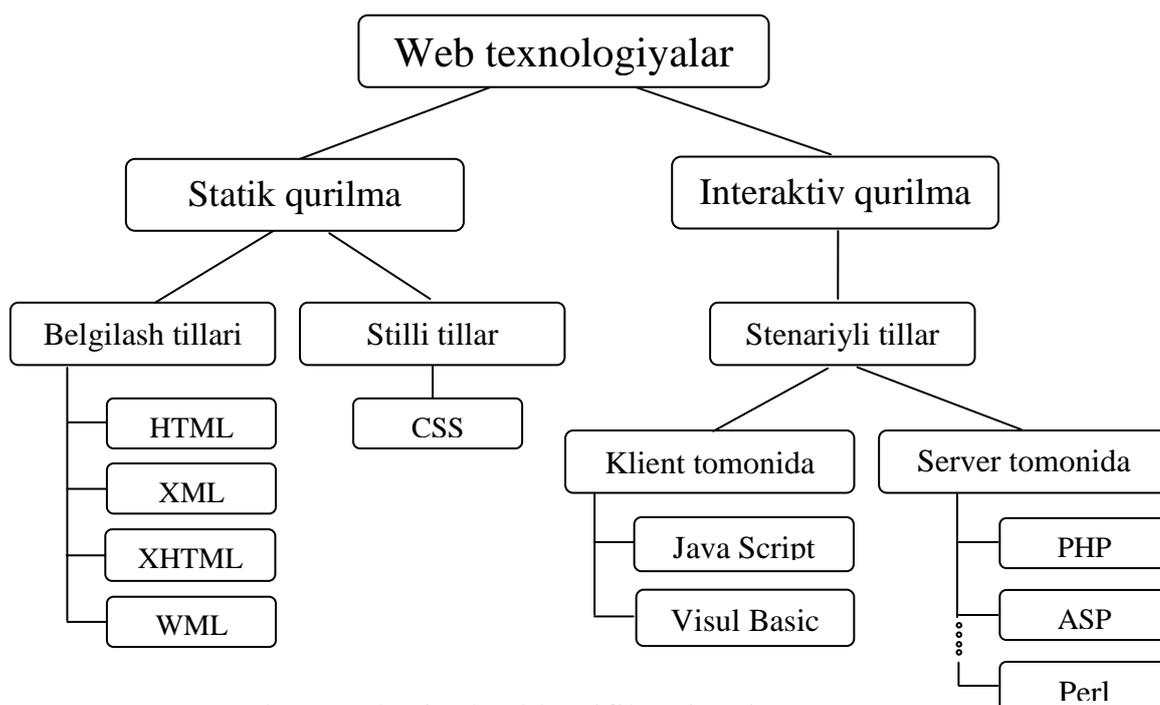 Web texnologiyalar
Statik qurilma
Interaktiv qurilma
Belgilash tillari
Stilli tillar
Stenariyli tillar
HTML
CSS
XML
XHTML
WML
Klient tomonida
Server tomonida
Java Script
PHP
Visul Basic
ASP
Perl